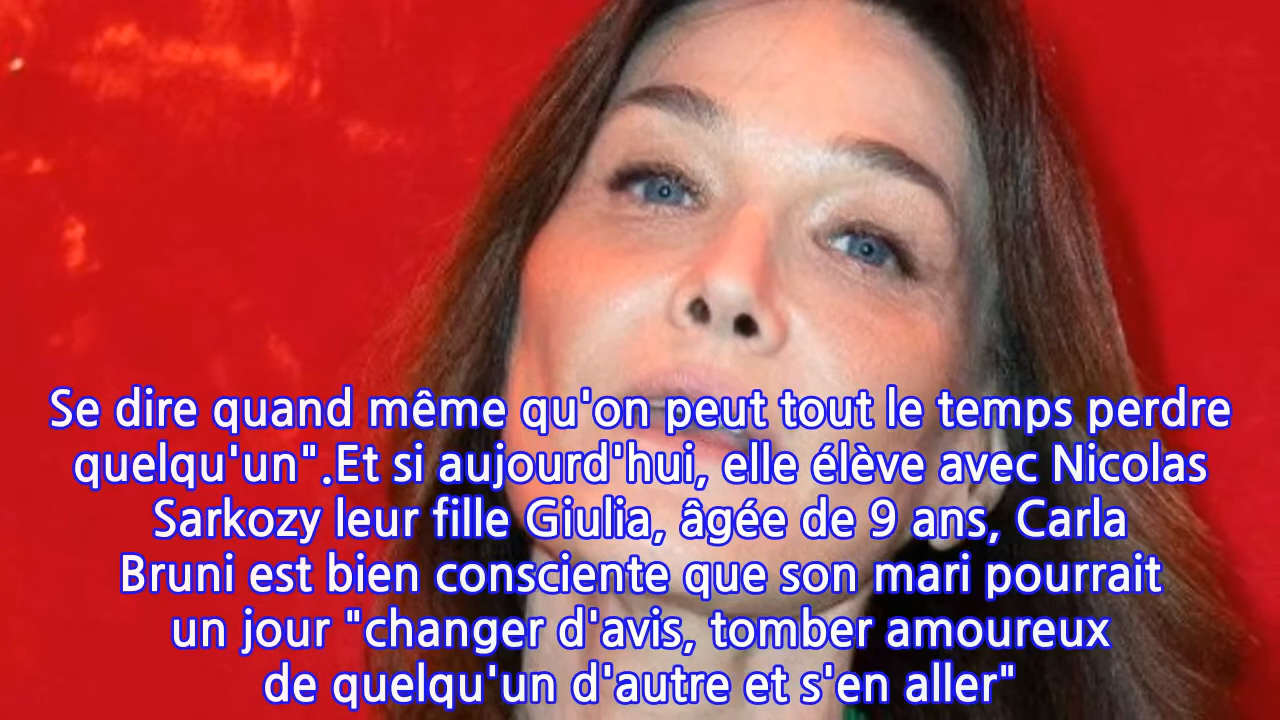 Se dire quand même qu'on peut tout le temps perdre
quelqu'un".Et si aujourd'hui, elle élève avec Nicolas
Sarkozy leur fille Giulia, âgée de 9 ans, Carla
Bruni est bien consciente que son mari pourrait
un jour "changer d'avis, tomber amoureux
de quelqu'un d'autre et s'en aller"